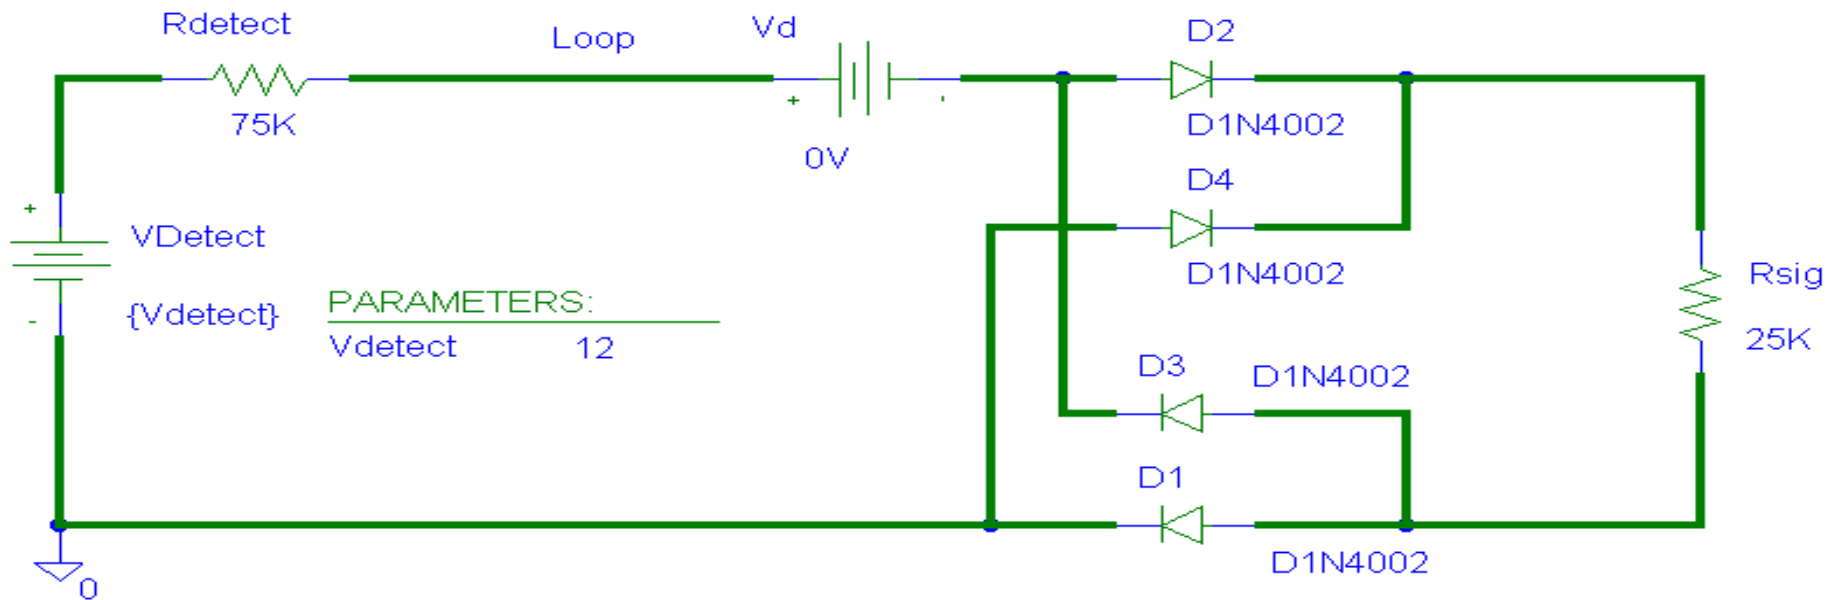 Rdetect
75K
Loop
Vd
+
-
0V
D2
D1N4002
D4
D1N4002
+
VDetect
-
{Vdetect}
PARAMETERS:
Vdetect 12
Rsig
25K
D3
D1N4002
D1
D1N4002
0